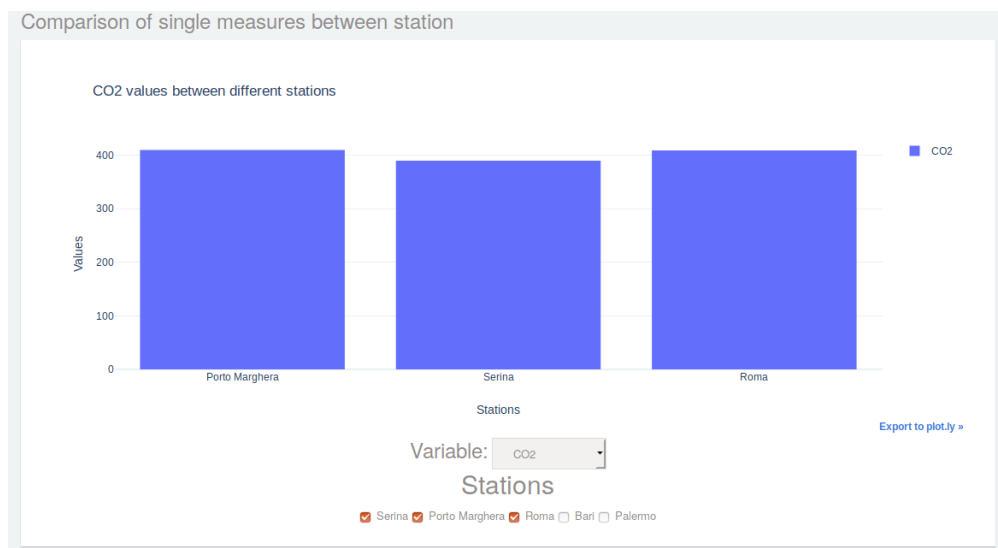 Comparison of single measures between station
CO2 values between different stations
400
300
200
100
0
Values
CO2
Porto Marghera Serina Roma
Stations
Export to plot.ly »
Variable: CO2
Stations
Serina Porto Marghera Roma Bari Palermo